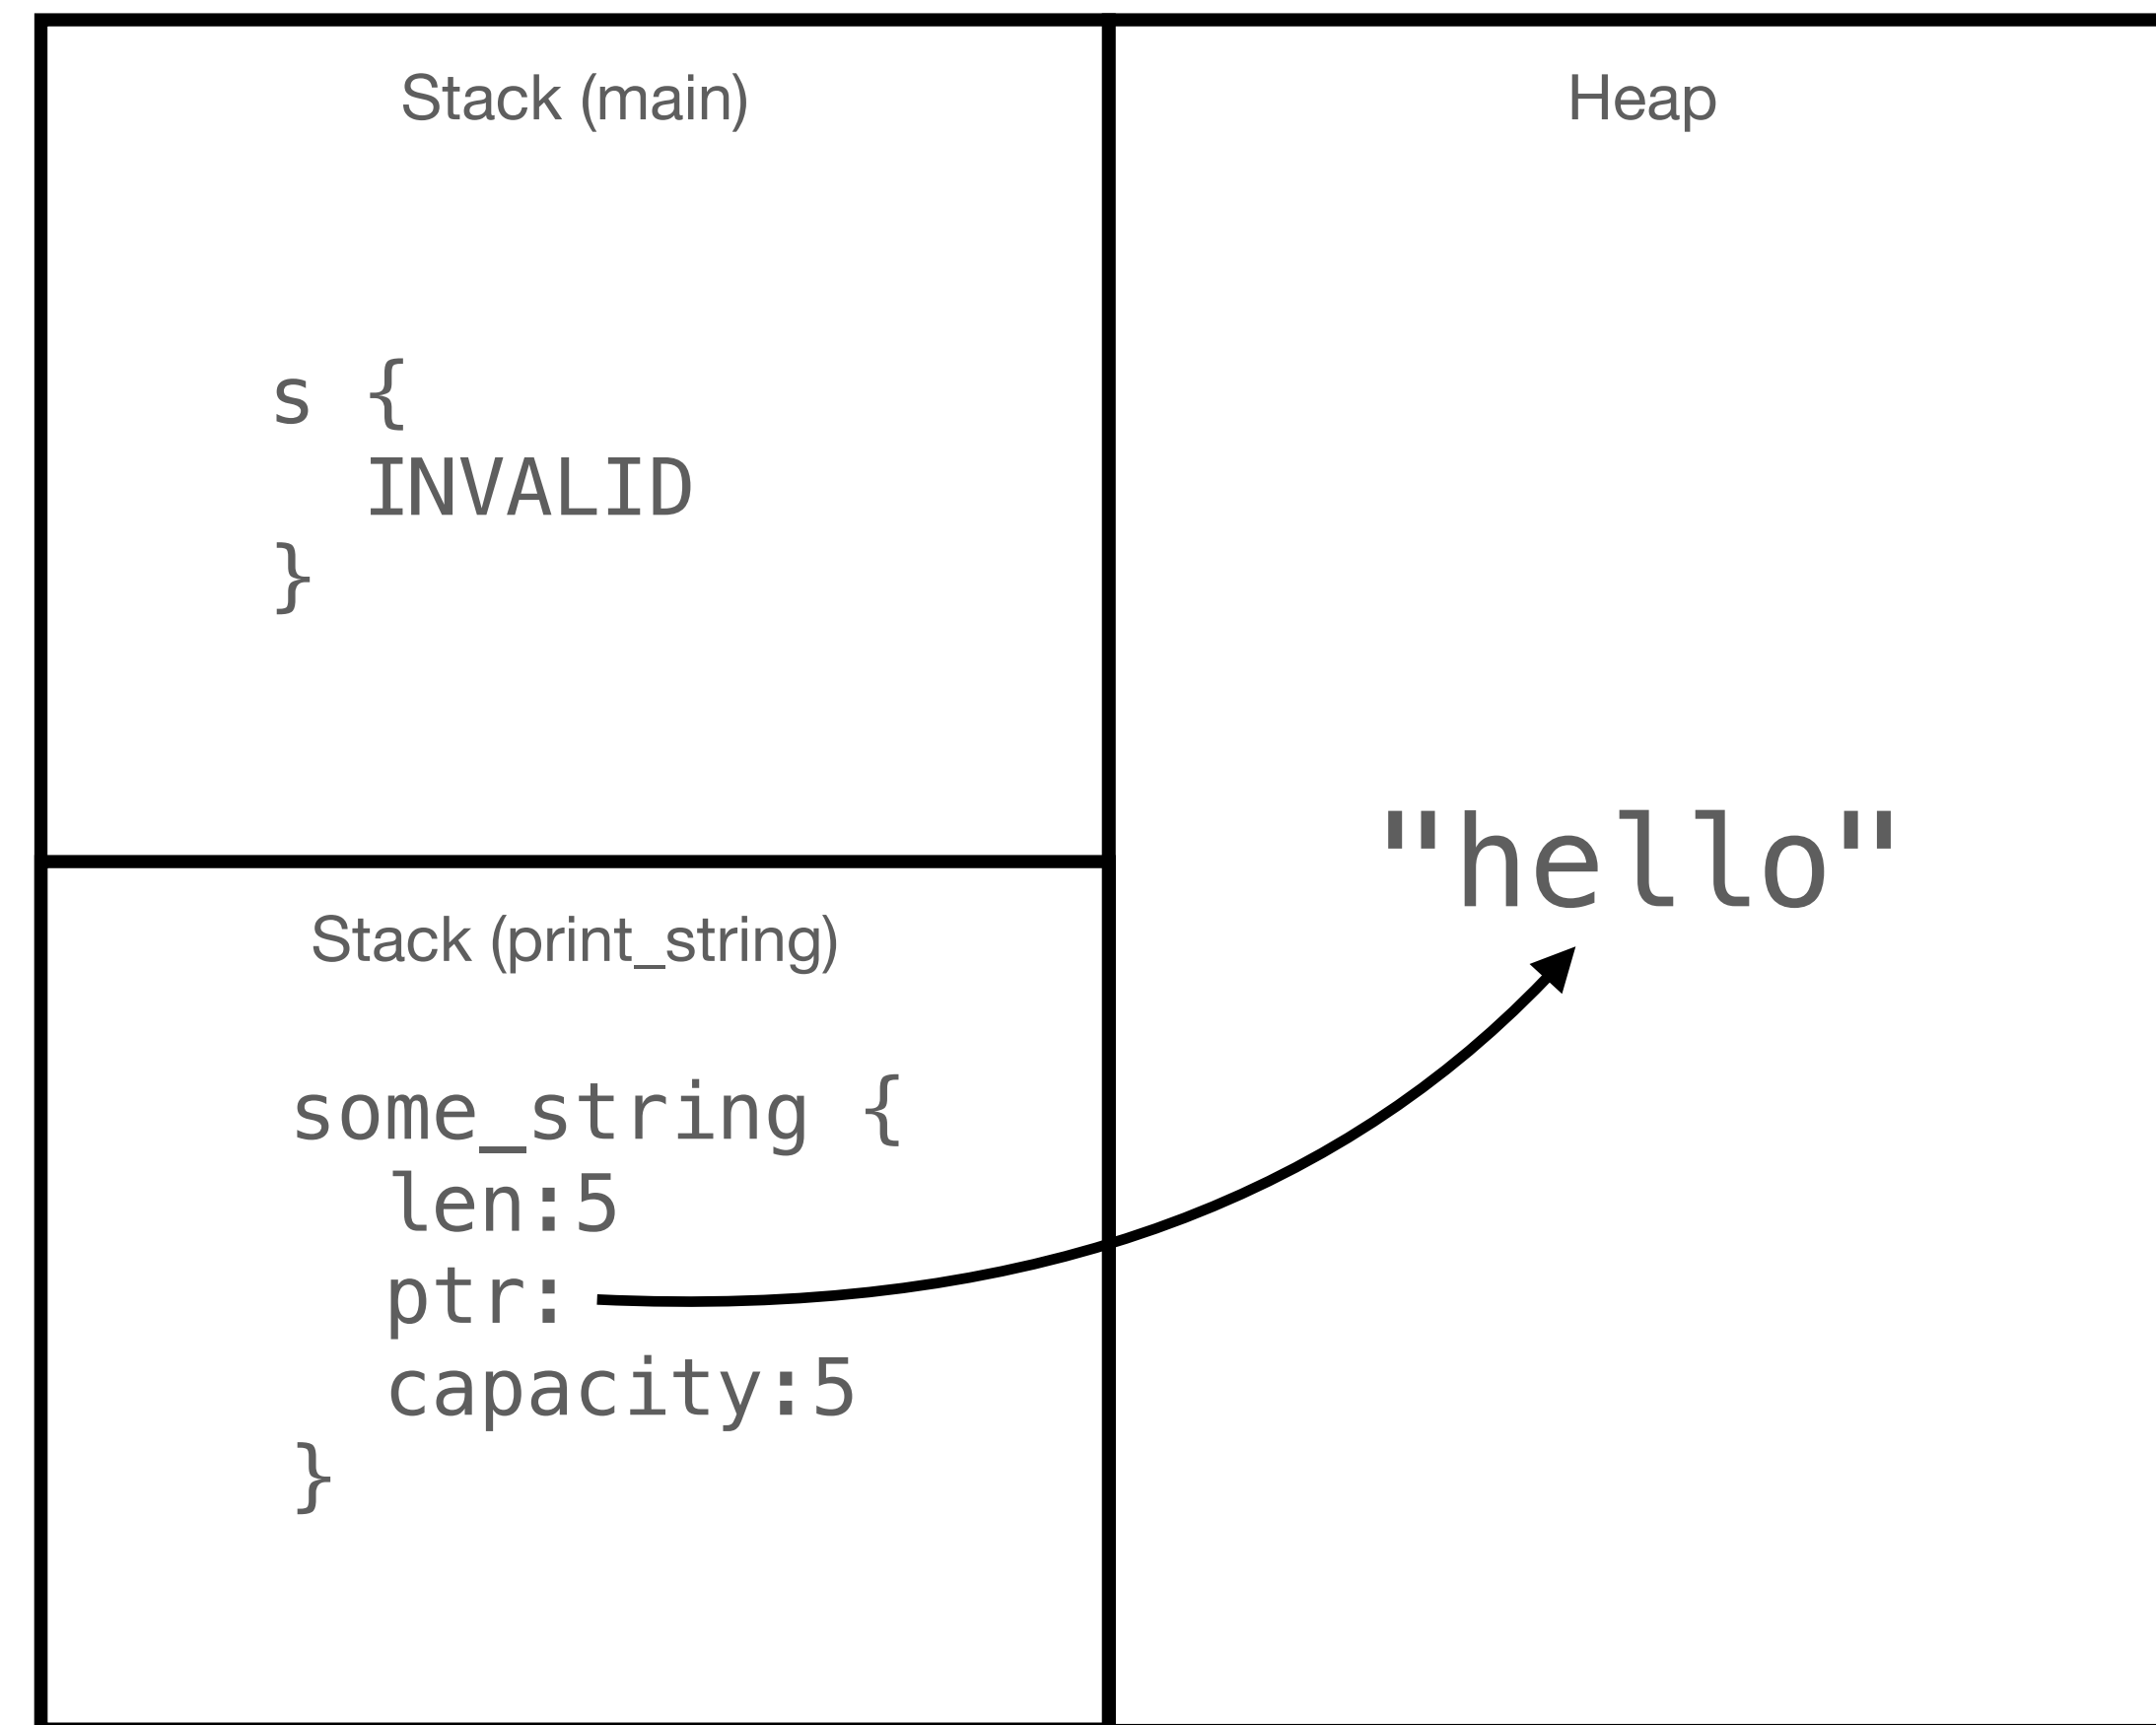 Stack (main)
s {
INVALID
}
Stack (print_string)
some_string {
len:5
ptr:
capacity:5
}
Heap
"hello"